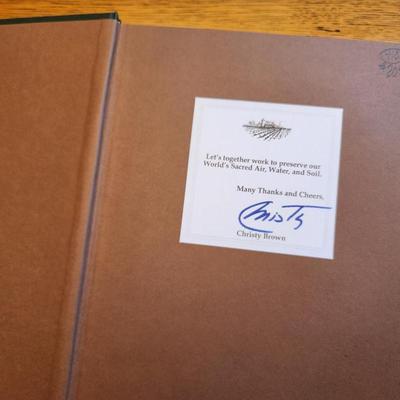 Let's together work to preserve our
World's Sacred Air, Water, and Soil.
Many Thanks and Cheers,
Christy
Christy Brown